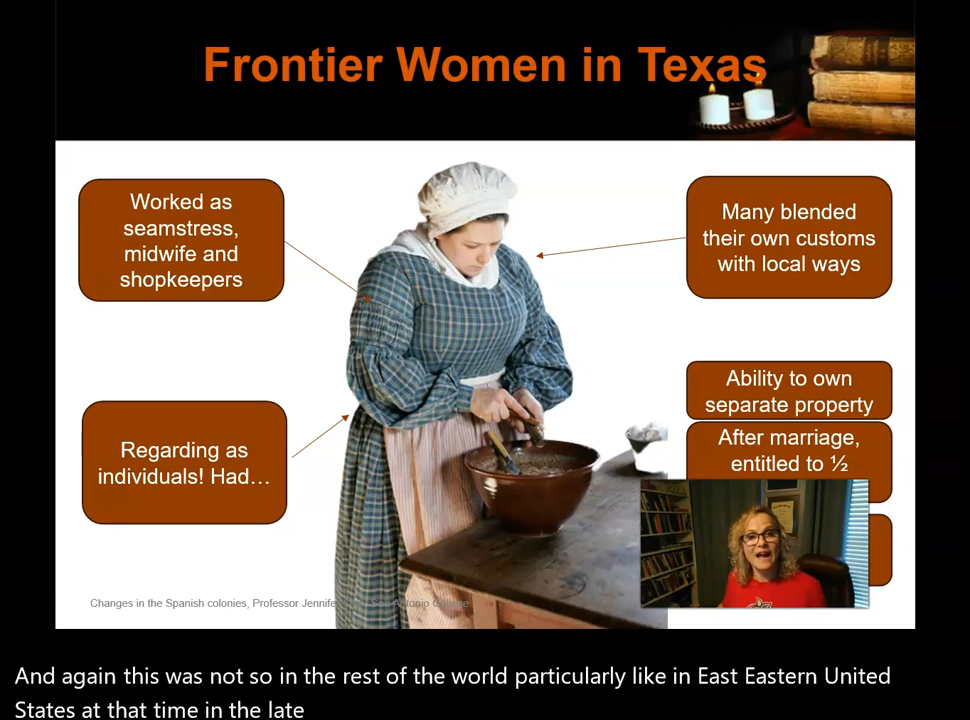 Frontier Women in Texas
Worked as
seamstress,
midwife and
shopkeepers
Many blended
their own customs
with local ways
Regarding as
individuals! Had…
Ability to own
separate property
After marriage,
entitled to ½
Changes in the Spanish colonies, Professor
And again this was not so in the rest of the world particularly like in East Eastern United
States at that time in the late